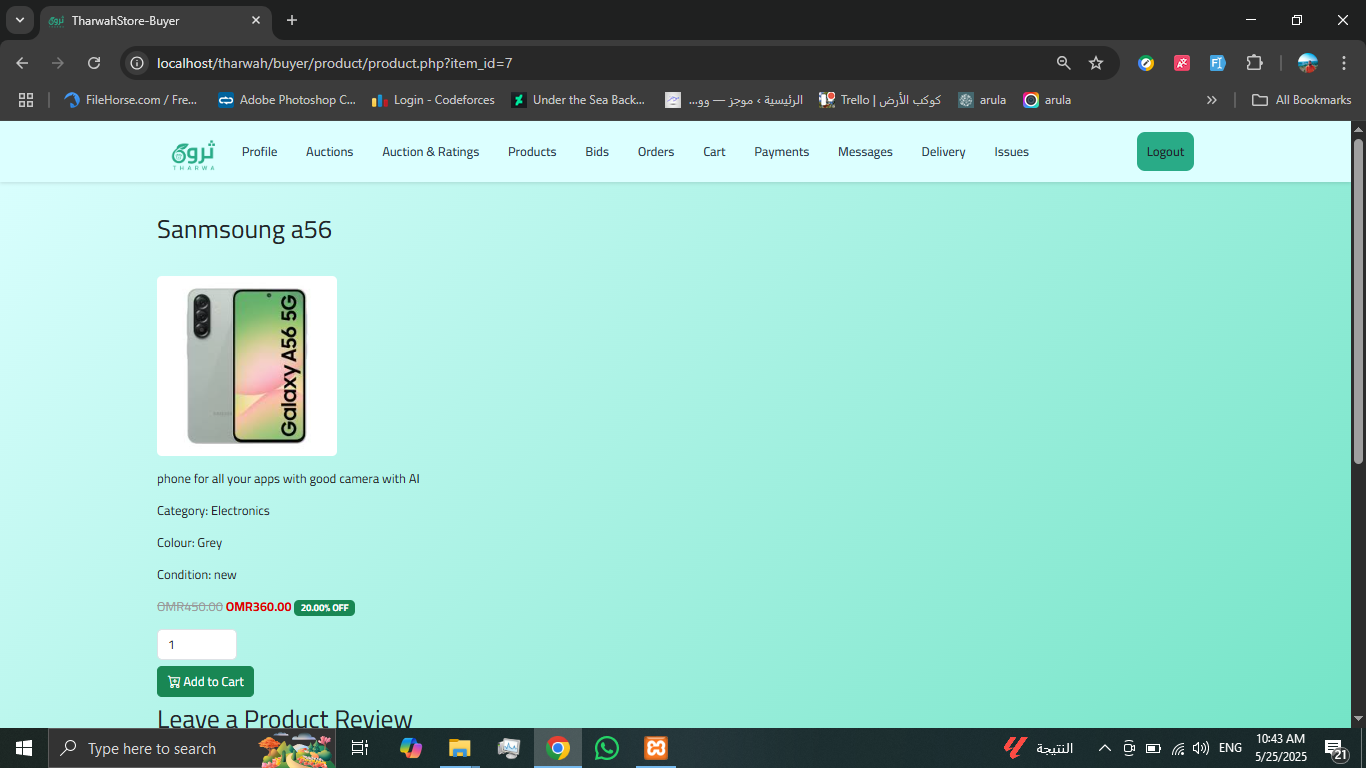 TharwahStore-Buyer
localhost/tharwah/buyer/product/product.php?item_id=7
FileHorse.com / Fre... Adobe Photoshop C... Login - Codeforces Under the Sea Back... الرئيسية › موجز — وو... Trello | كوكب الأرض arula arula All Bookmarks
ثروة
THARWA
Profile Auctions Auction & Ratings Products Bids Orders Cart Payments Messages Delivery Issues Logout
Sanmsoung a56
Galaxy A56 5G
phone for all your apps with good camera with AI
Category: Electronics
Colour: Grey
Condition: new
OMR450.00 OMR360.00 20.00% OFF
1
Add to Cart
Leave a Product Review
Type here to search
النتيجة
ENG
10:43 AM
5/25/2025
21